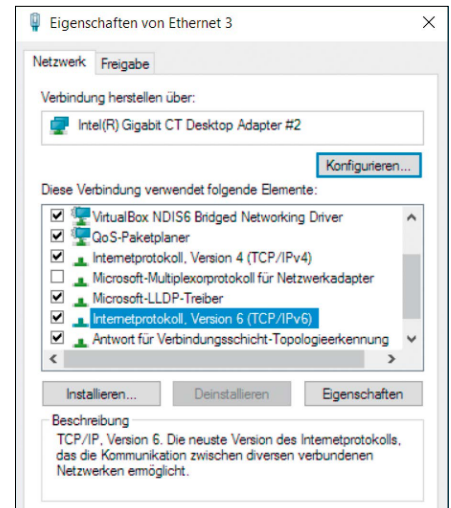 Eigenschaften von Ethernet 3
Netzwerk Freigabe
Verbindung herstellen über:
Intel(R) Gigabit CT Desktop Adapter #2
Konfigurieren...
Diese Verbindung verwendet folgende Elemente:
VirtualBox NDIS6 Bridged Networking Driver
QoS-Paketplaner
Internetprotokoll, Version 4 (TCP/IPv4)
Microsoft-Multiplexorprotokoll für Netzwerkadapter
Microsoft-LLDP-Treiber
Internetprotokoll, Version 6 (TCP/IPv6)
Antwort für Verbindungsschicht-Topologieerkennung
Installieren... Deinstallieren Eigenschaften
Beschreibung
TCP/IP, Version 6. Die neuste Version des Internetprotokolls,
das die Kommunikation zwischen diversen verbundenen
Netzwerken ermöglicht.